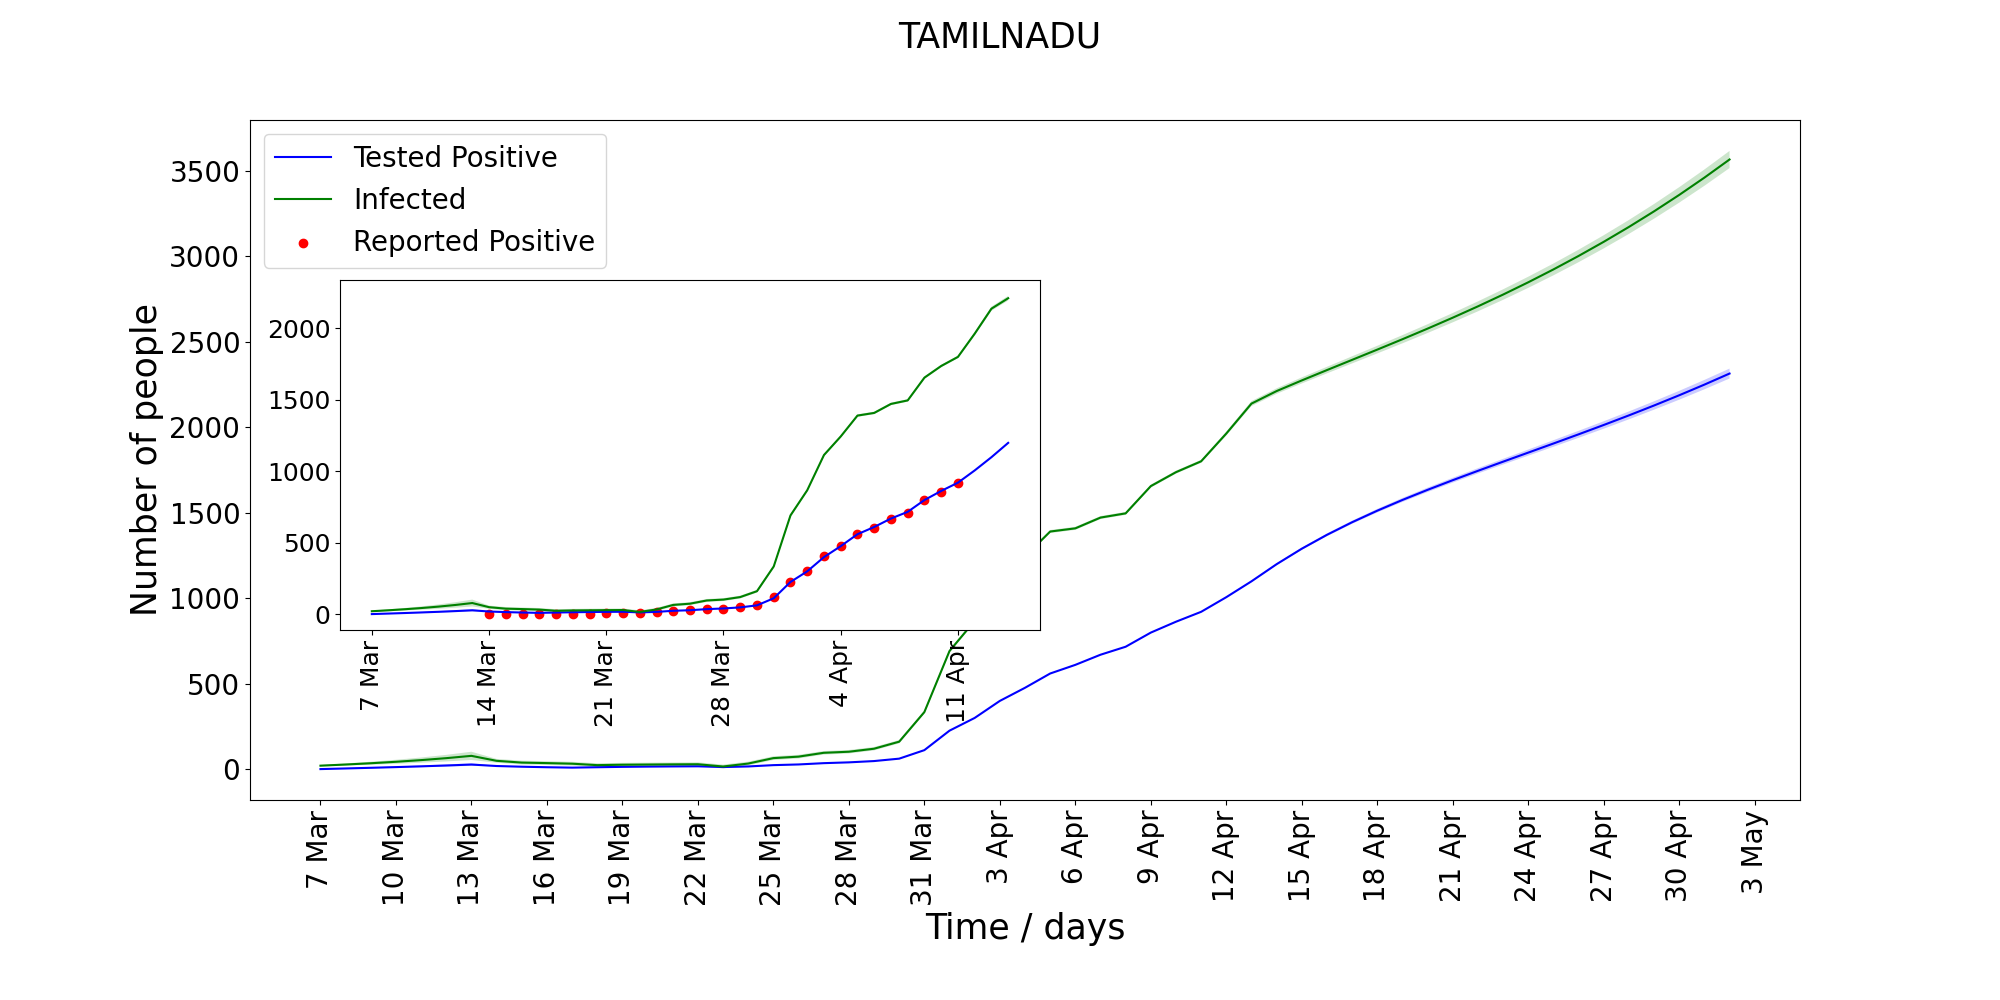 TAMILNADU
Tested Positive
Infected
Reported Positive
Number of people
3500
3000
2500
2000
1500
1000
500
0
2000
1500
1000
500
0
7 Mar
14 Mar
21 Mar
28 Mar
4 Apr
11 Apr
7 Mar
10 Mar
13 Mar
16 Mar
19 Mar
22 Mar
25 Mar
28 Mar
31 Mar
3 Apr
6 Apr
9 Apr
12 Apr
15 Apr
18 Apr
21 Apr
24 Apr
27 Apr
30 Apr
3 May
Time / days